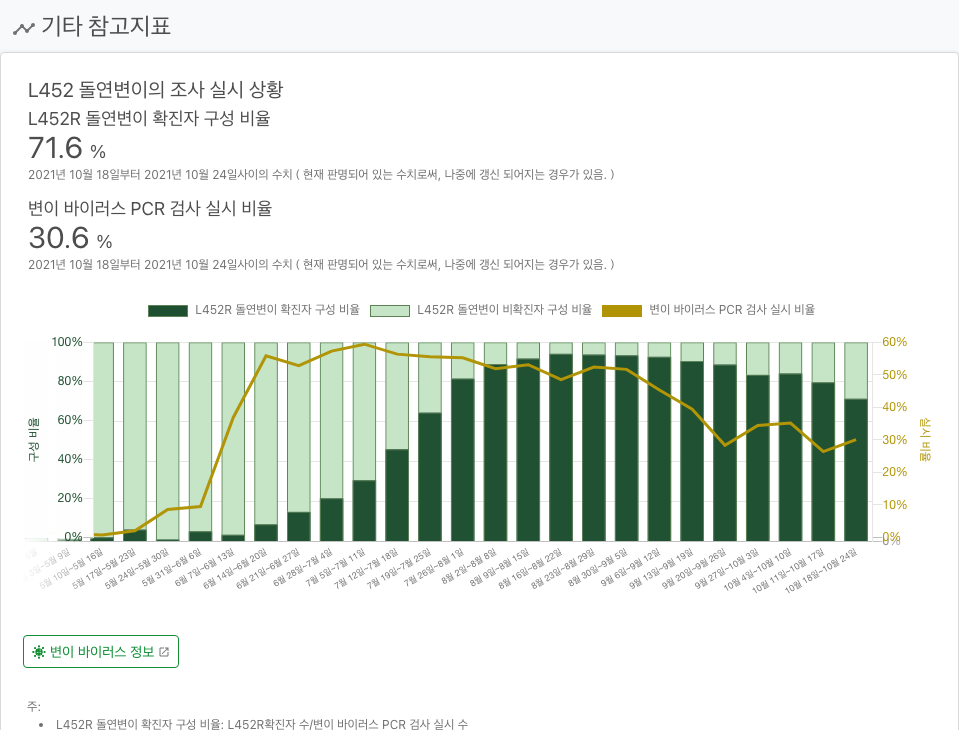 기타 참고지표
L452 돌연변이의 조사 실시 상황
L452R 돌연변이 확진자 구성 비율
71.6 %
2021년 10월 18일부터 2021년 10월 24일사이의 수치 ( 현재 판명되어 있는 수치로써, 나중에 갱신 되어지는 경우가 있음. )
변이 바이러스 PCR 검사 실시 비율
30.6 %
2021년 10월 18일부터 2021년 10월 24일사이의 수치 ( 현재 판명되어 있는 수치로써, 나중에 갱신 되어지는 경우가 있음. )
L452R 돌연변이 확진자 구성 비율 L452R 돌연변이 비확진자 구성 비율 변이 바이러스 PCR 검사 실시 비율
100% 60%
80% 50%
60% 40%
구성 비율
실시 비율
40% 30%
20% 20%
10%
0% 0%
5월 10일~5월 16일
5월 17일~5월 23일
5월 24일~5월 30일
5월 31일~6월 6일
6월 7일~6월 13일
6월 14일~6월 20일
6월 21일~6월 27일
6월 28일~7월 4일
7월 5일~7월 11일
7월 12일~7월 18일
7월 19일~7월 25일
7월 26일~8월 1일
8월 2일~8월 8일
8월 9일~8월 15일
8월 16일~8월 22일
8월 23일~8월 29일
8월 30일~9월 5일
9월 6일~9월 12일
9월 13일~9월 19일
9월 20일~9월 26일
9월 27일~10월 3일
10월 4일~10월 10일
10월 11일~10월 17일
10월 18일~10월 24일
변이 바이러스 정보
주:
• L452R 돌연변이 확진자 구성 비율: L452R확진자 수/변이 바이러스 PCR 검사 실시 수